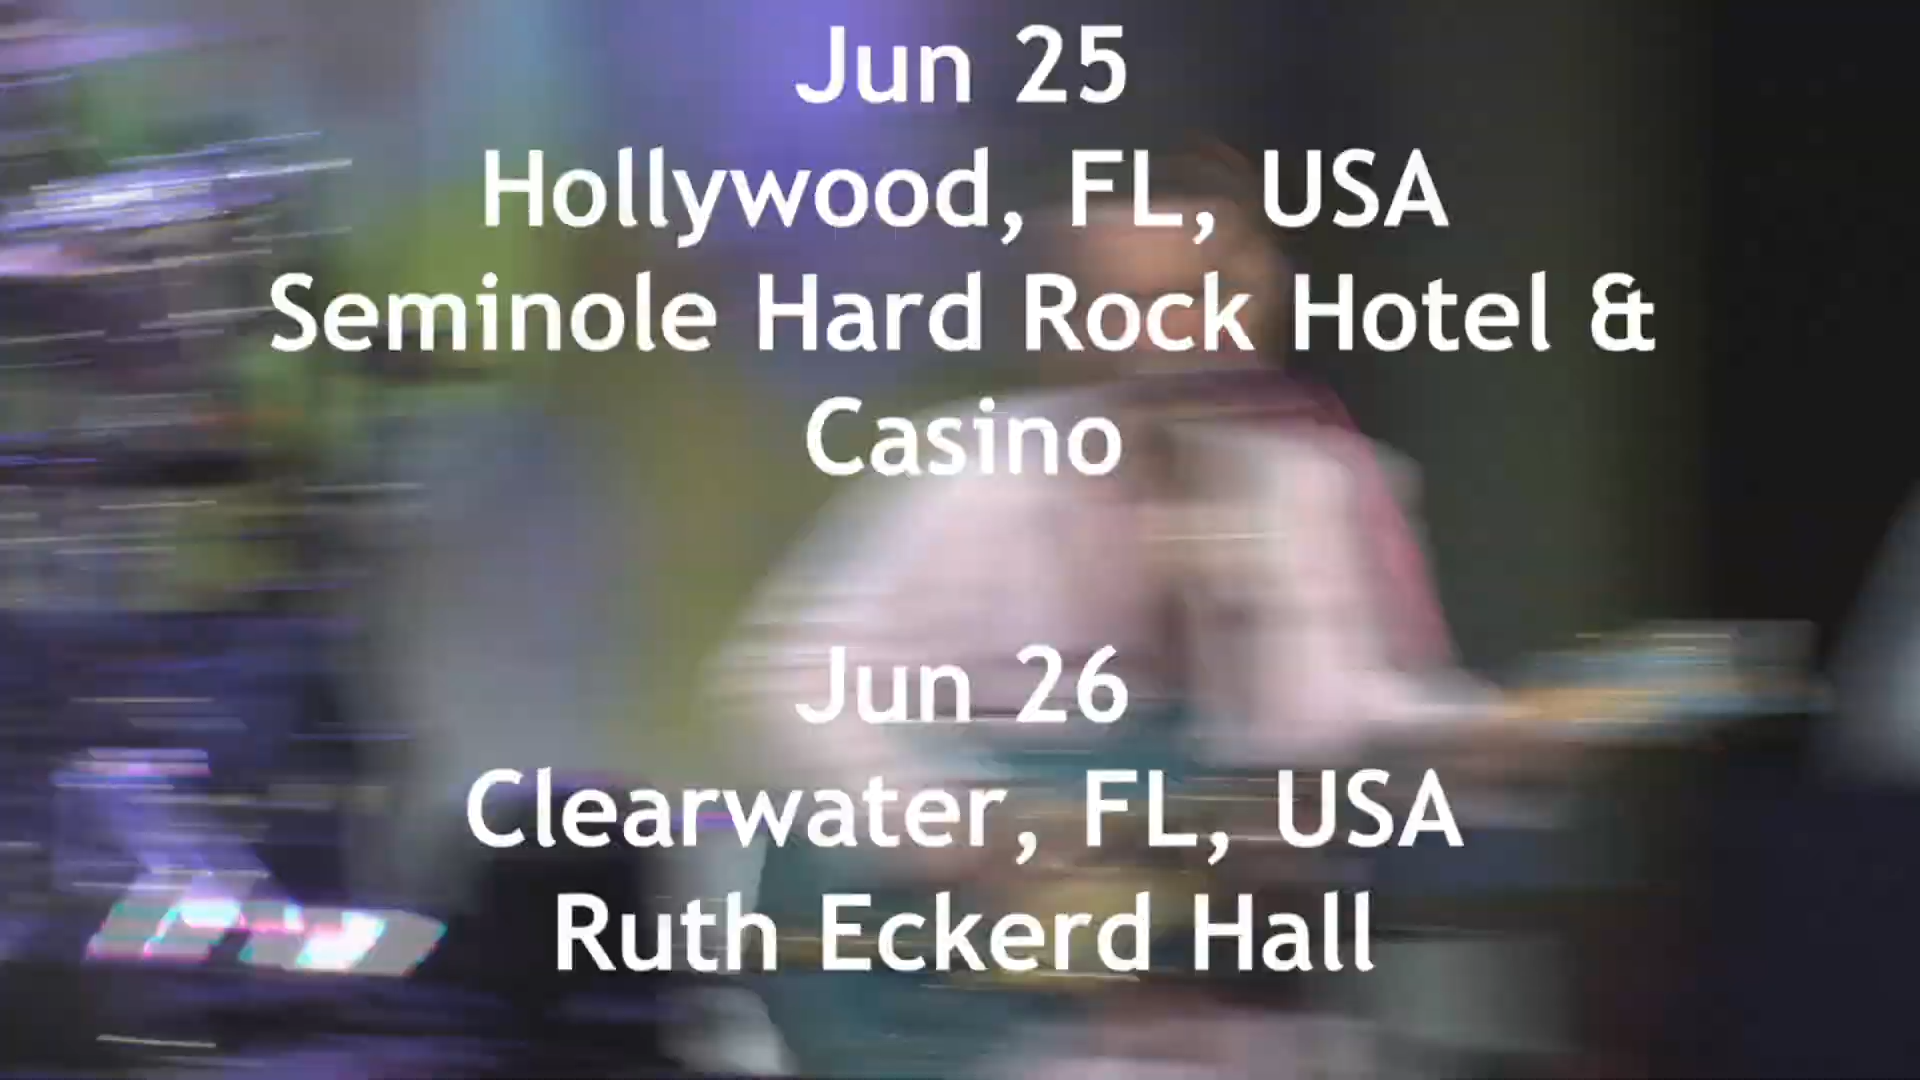 Jun 25
Hollywood, FL, USA
Seminole Hard Rock Hotel &
Casino
Jun 26
Clearwater, FL, USA
Ruth Eckerd Hall